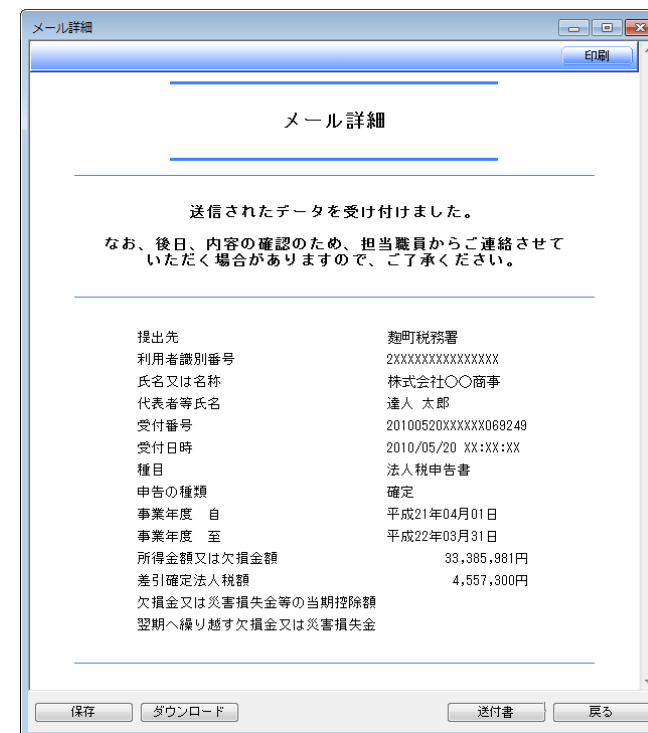 メール詳細
印刷
メール詳細
送信されたデータを受け付けました。
なお、後日、内容の確認のため、担当職員からご連絡させて
いただく場合がありますので、ご了承ください。
提出先 麹町税務署
利用者識別番号 2XXXXXXXXXXXXXXX
氏名又は名称 株式会社〇〇商事
代表者等氏名 達人 太郎
受付番号 20100520XXXXXX069249
受付日時 2010/05/20 XX:XX:XX
種目 法人税申告書
申告の種類 確定
事業年度 自 平成21年04月01日
事業年度 至 平成22年03月31日
所得金額又は欠損金額 33,385,981円
差引確定法人税額 4,557,300円
欠損金又は災害損失金等の当期控除額
翌期へ繰り越す欠損金又は災害損失金
保存 ダウンロード 送付書 戻る